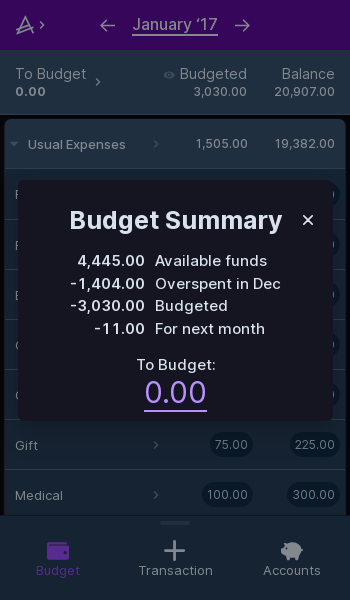 January ‘17
To Budget
0.00
Budgeted
3,030.00
Balance
20,907.00
Usual Expenses
1,505.00
19,382.00
Budget Summary
4,445.00 Available funds
-1,404.00 Overspent in Dec
-3,030.00 Budgeted
-11.00 For next month
To Budget:
0.00
Gift
75.00
225.00
Medical
100.00
300.00
Budget
Transaction
Accounts